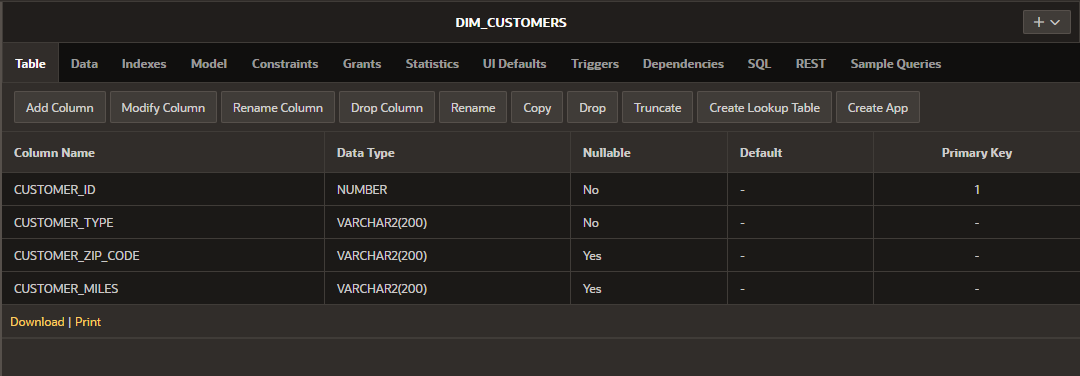 DIM_CUSTOMERS
Table Data Indexes Model Constraints Grants Statistics UI Defaults Triggers Dependencies SQL REST Sample Queries
Add Column Modify Column Rename Column Drop Column Rename Copy Drop Truncate Create Lookup Table Create App
Column Name Data Type Nullable Default Primary Key
CUSTOMER_ID NUMBER No - 1
CUSTOMER_TYPE VARCHAR2(200) No - -
CUSTOMER_ZIP_CODE VARCHAR2(200) Yes - -
CUSTOMER_MILES VARCHAR2(200) Yes - -
Download | Print